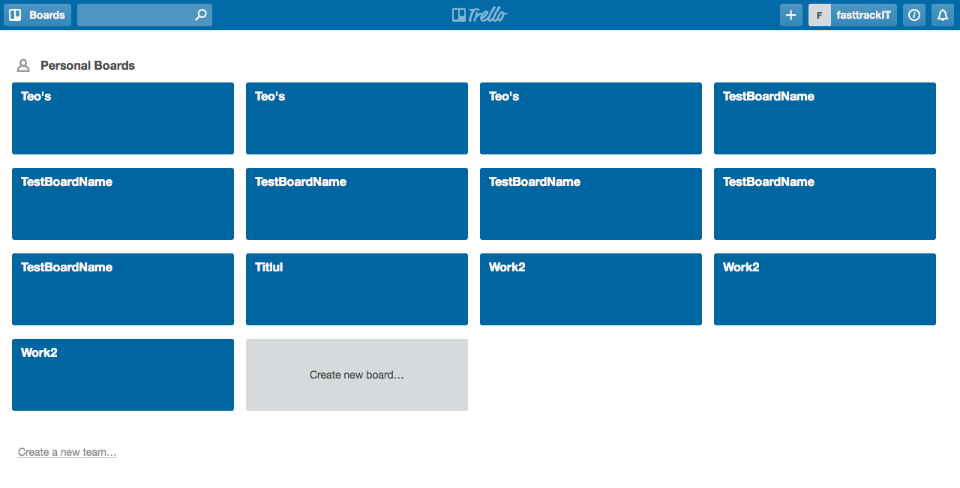 Boards Trello F fasttrackIT
Personal Boards
Teo's Teo's Teo's TestBoardName
TestBoardName TestBoardName TestBoardName TestBoardName
TestBoardName Titlul Work2 Work2
Work2 Create new board…
Create a new team…